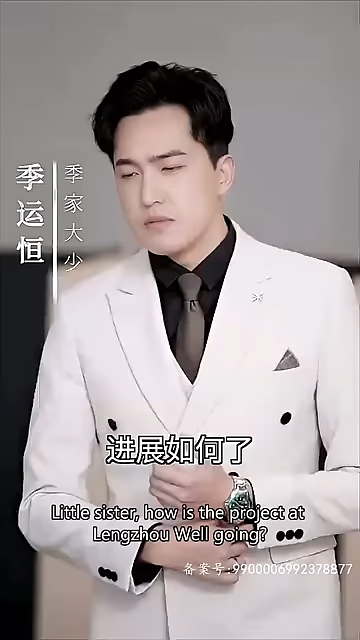 季运恒
季家大少
进展如何了
Little sister, how is the project at
Lengzhou Well going?
备案号:9900006992378877